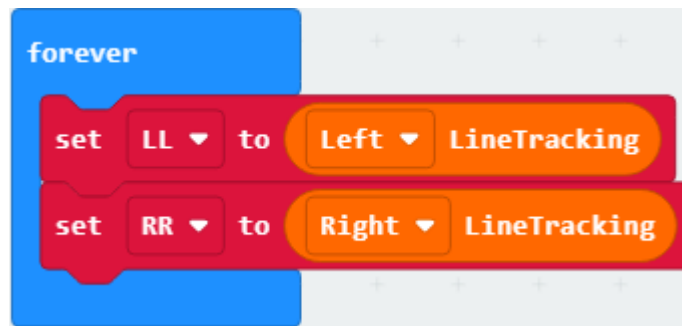 forever
set LL to Left LineTracking
set RR to Right LineTracking